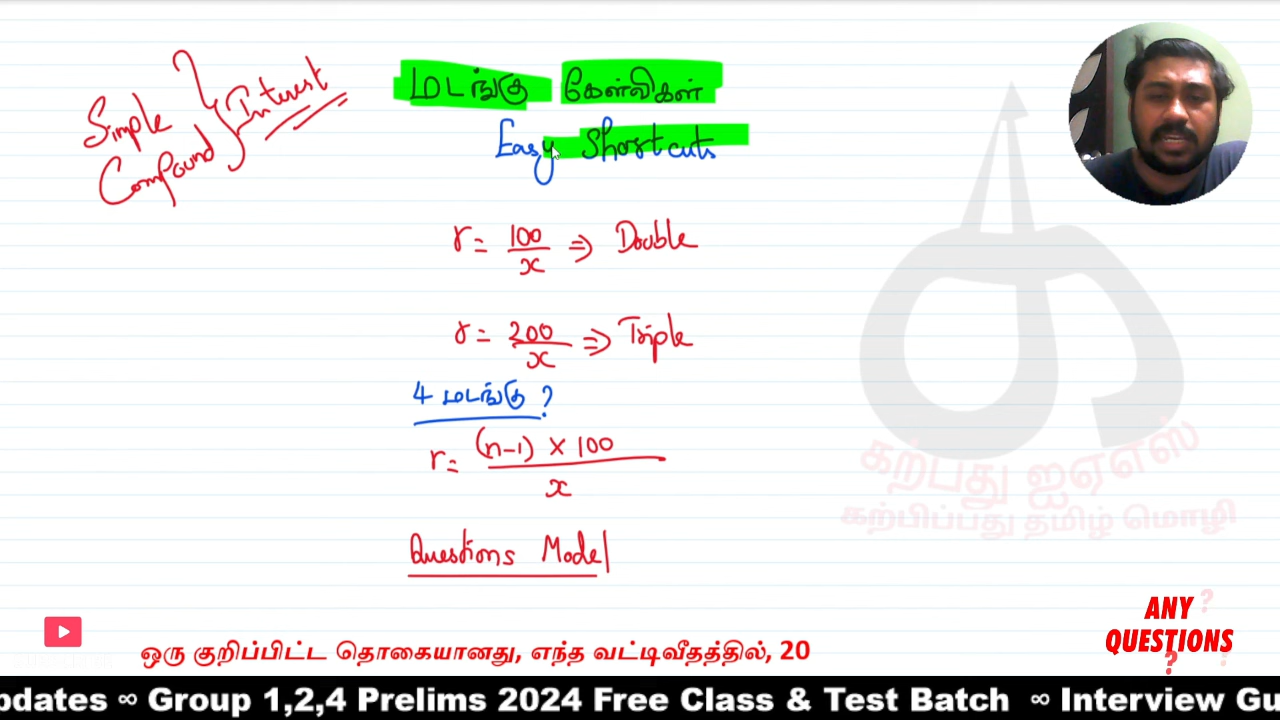 Simple
Compound } Interest
மடங்கு கேள்விகள்
Easy Shortcuts
r = 100/x ⇒ Double
r = 200/x ⇒ Triple
4 மடங்கு ?
r = (n-1) × 100 / x
Questions Model
கற்பது ஐஏஎஸ்
கற்பிப்பது தமிழ் மொழி
ANY
QUESTIONS
?
ஒரு குறிப்பிட்ட தொகையானது, எந்த வட்டிவீதத்தில், 20
pdates ∞ Group 1,2,4 Prelims 2024 Free Class & Test Batch ∞ Interview Gu